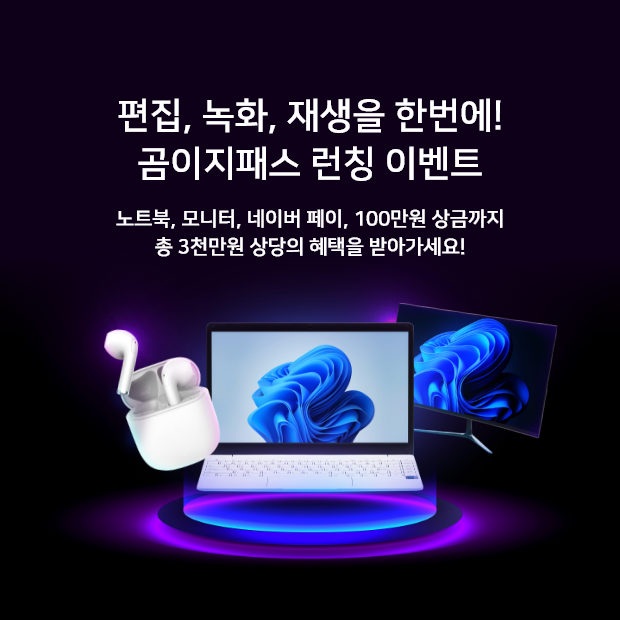 편집, 녹화, 재생을 한번에!
곰이지패스 런칭 이벤트
노트북, 모니터, 네이버 페이, 100만원 상금까지
총 3천만원 상당의 혜택을 받아가세요!